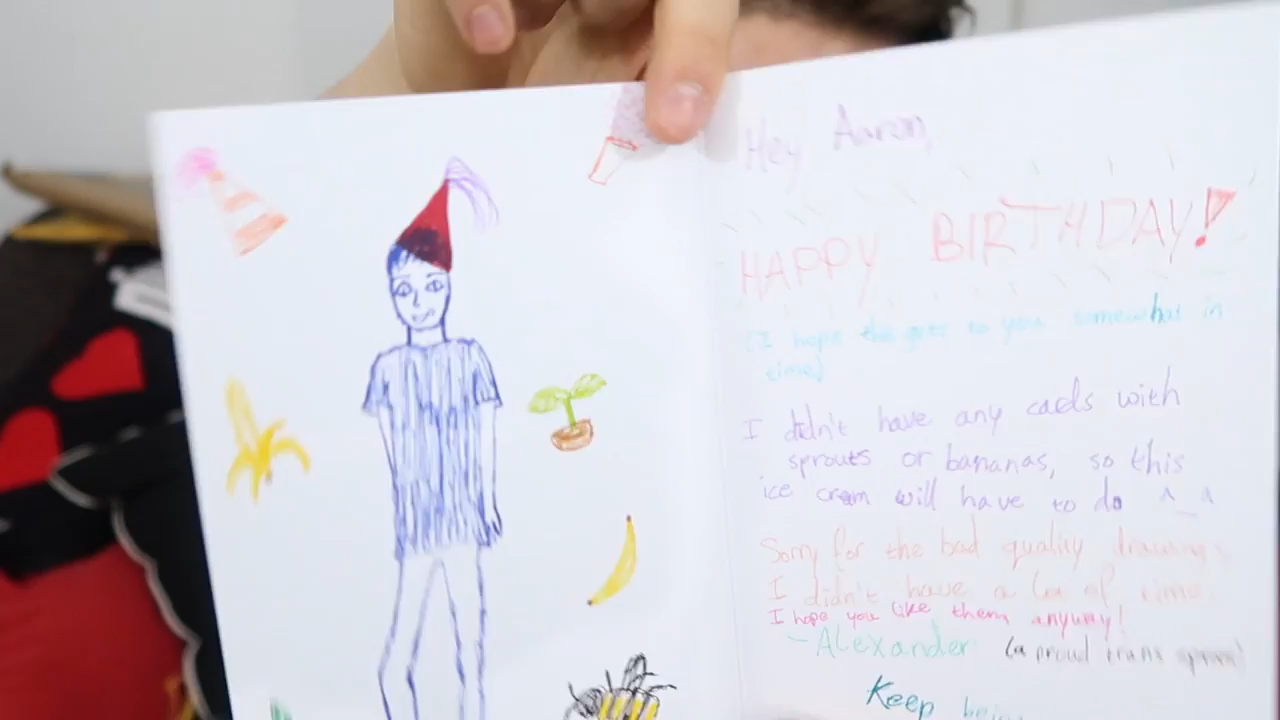 Hey Aaron,
HAPPY BIRTHDAY!
(I hope this gets to you somewhat in
time)
I didn't have any cards with
sprouts or bananas, so this
ice cream will have to do ^_^
Sorry for the bad quality drawings
I didn't have a lot of time.
I hope you like them anyway!
-Alexander (a proud trans sprout)
Keep being